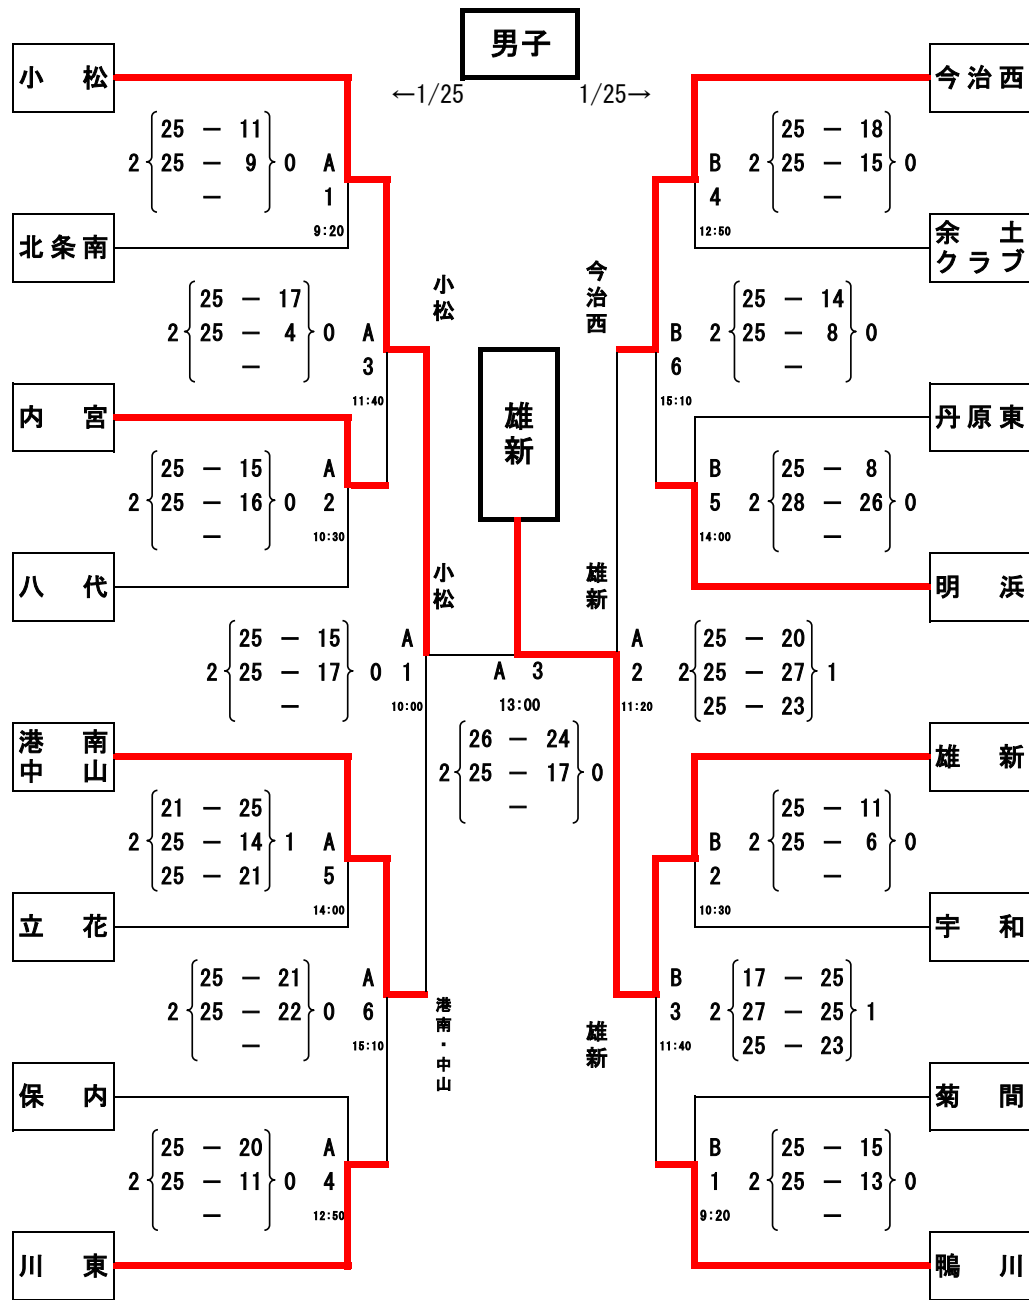 男子
←1/25 1/25→
小松
25 — 11
2 25 — 9 0
—
A
1
9:20
北条南
25 — 17
2 25 — 4 0
—
A
3
11:40
小松
内宮
25 — 15
2 25 — 16 0
—
A
2
10:30
八代
小松
25 — 15
2 25 — 17 0
—
A
1
10:00
港南
中山
21 — 25
2 25 — 14 1
25 — 21
A
5
14:00
立花
25 — 21
2 25 — 22 0
—
A
6
15:10
港南・中山
保内
25 — 20
2 25 — 11 0
—
A
4
12:50
川東
雄新
A 3
13:00
26 — 24
2 25 — 17 0
—
今治西
B
4
12:50
25 — 18
2 25 — 15 0
—
余土
クラブ
今治西
B
6
15:10
25 — 14
2 25 — 8 0
—
丹原東
B
5
14:00
25 — 8
2 28 — 26 0
—
明浜
雄新
A
2
11:20
25 — 20
2 25 — 27 1
25 — 23
雄新
B
2
10:30
25 — 11
2 25 — 6 0
—
宇和
雄新
B
3
11:40
17 — 25
2 27 — 25 1
25 — 23
菊間
B
1
9:20
25 — 15
2 25 — 13 0
—
鴨川